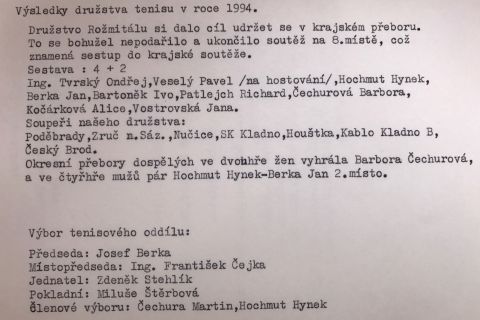 Výsledky družstva tenisu v roce 1994.
Družstvo Rožmitálu si dalo cíl udržet se v krajském přeboru.
To se bohužel nepodařilo a ukončilo soutěž na 8.místě, což
znamená sestup do krajské soutěže.
Sestava : 4 + 2
Ing. Tvrský Ondřej,Veselý Pavel /na hostování/,Hochmut Hynek,
Berka Jan,Bartoněk Ivo,Patlejch Richard,Čechurová Barbora,
Kočárková Alice,Vostrovská Jana.
Soupeři našeho družstva:
Poděbrady,Zruč n.Sáz.,Nučice,SK Kladno,Houštka,Kablo Kladno B,
Český Brod.
Okresní přebory dospělých ve dvouhře žen vyhrála Barbora Čechurová,
a ve čtyřhře mužů pár Hochmut Hynek-Berka Jan 2.místo.
Výbor tenisového oddílu:
Předseda: Josef Berka
Místopředseda: Ing. František Čejka
Jednatel: Zdeněk Stehlík
Pokladní: Miluše Štěrbová
členové výboru: Čechura Martin,Hochmut Hynek